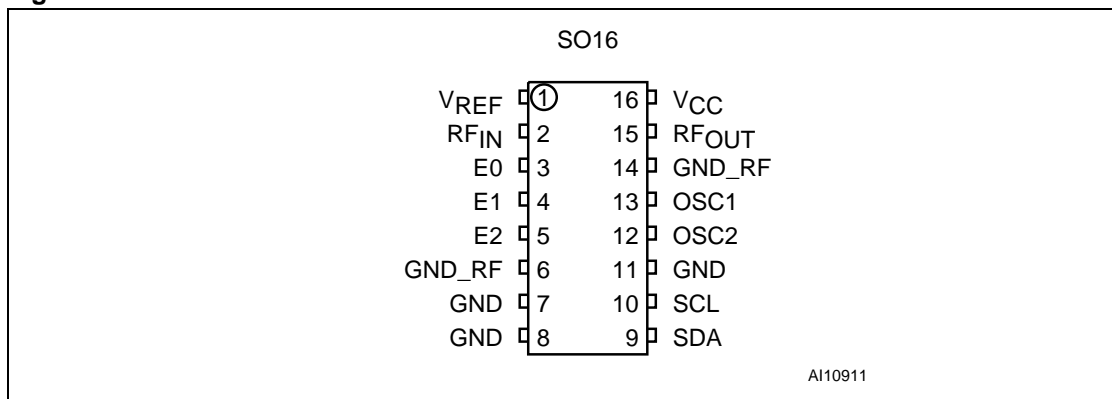 SO16
VREF 1 16 VCC
RFIN 2 15 RFOUT
E0 3 14 GND_RF
E1 4 13 OSC1
E2 5 12 OSC2
GND_RF 6 11 GND
GND 7 10 SCL
GND 8 9 SDA
AI10911